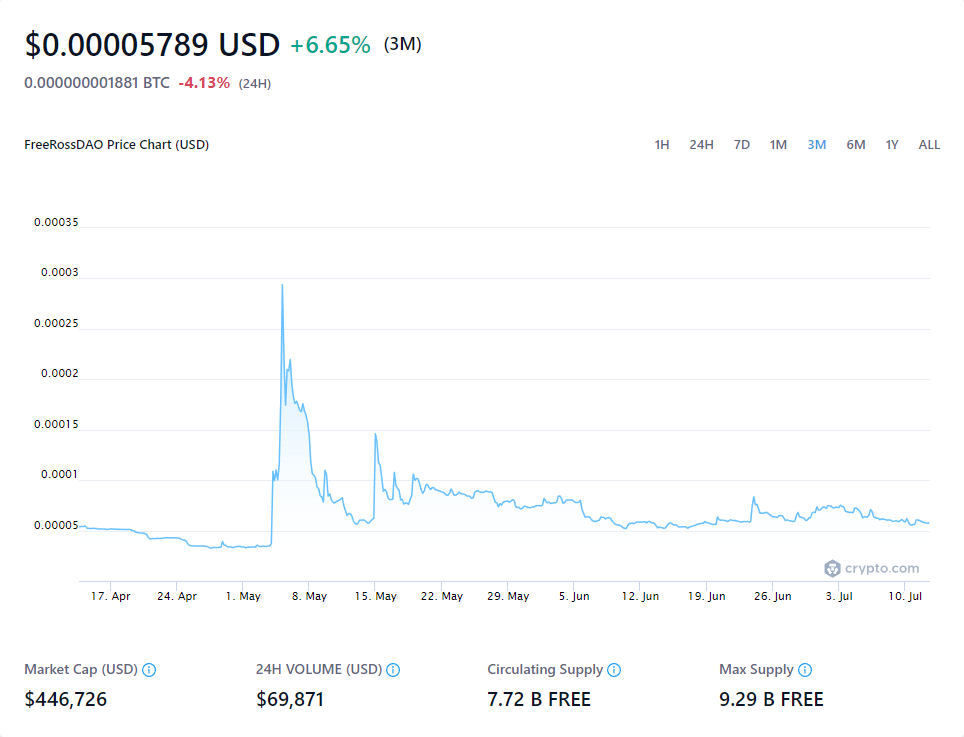 $0.00005789 USD +6.65% (3M)
0.000000001881 BTC -4.13% (24H)
FreeRossDAO Price Chart (USD) 1H 24H 7D 1M 3M 6M 1Y ALL
0.00035
0.0003
0.00025
0.0002
0.00015
0.0001
0.00005
crypto.com
17. Apr 24. Apr 1. May 8. May 15. May 22. May 29. May 5. Jun 12. Jun 19. Jun 26. Jun 3. Jul 10. Jul
Market Cap (USD) 24H VOLUME (USD) Circulating Supply Max Supply
$446,726 $69,871 7.72 B FREE 9.29 B FREE